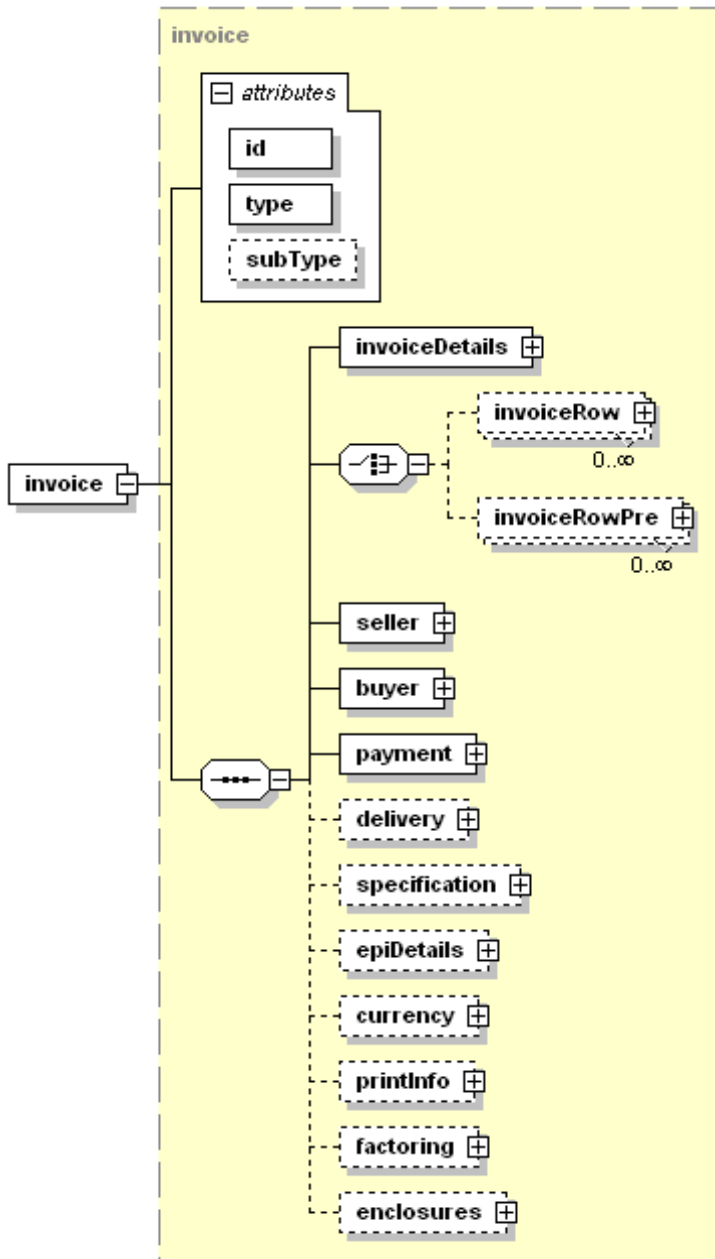 invoice
attributes
id
type
subType
invoiceDetails
invoiceRow
0..∞
invoice
invoiceRowPre
0..∞
seller
buyer
payment
delivery
specification
epiDetails
currency
printInfo
factoring
enclosures